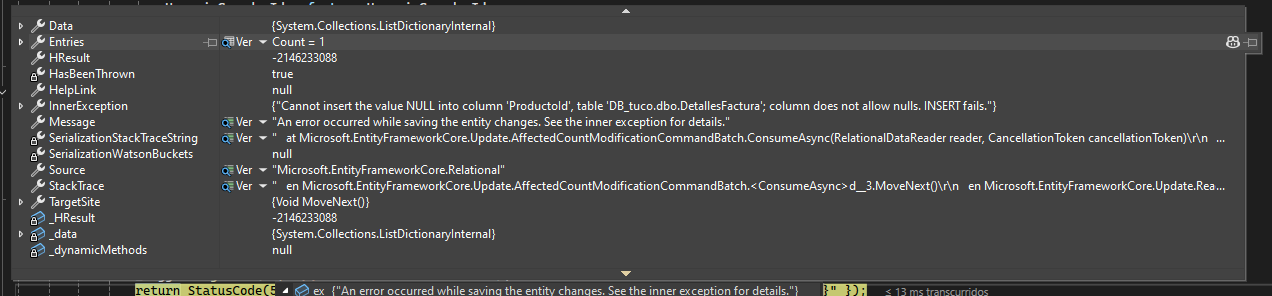 Data {System.Collections.ListDictionaryInternal}
Entries Ver Count = 1
HResult -2146233088
HasBeenThrown true
HelpLink null
InnerException {"Cannot insert the value NULL into column 'ProductoId', table 'DB_tuco.dbo.DetallesFactura'; column does not allow nulls. INSERT fails."}
Message Ver "An error occurred while saving the entity changes. See the inner exception for details."
SerializationStackTraceString Ver "   at Microsoft.EntityFrameworkCore.Update.AffectedCountModificationCommandBatch.ConsumeAsync(RelationalDataReader reader, CancellationToken cancellationToken)\r\n ...
SerializationWatsonBuckets null
Source Ver "Microsoft.EntityFrameworkCore.Relational"
StackTrace Ver "   en Microsoft.EntityFrameworkCore.Update.AffectedCountModificationCommandBatch.<ConsumeAsync>d__3.MoveNext()\r\n   en Microsoft.EntityFrameworkCore.Update.Rea...
TargetSite {Void MoveNext()}
_HResult -2146233088
_data {System.Collections.ListDictionaryInternal}
_dynamicMethods null
return StatusCode(5 ex {"An error occurred while saving the entity changes. See the inner exception for details."} }" }); ≤ 13 ms transcurridos